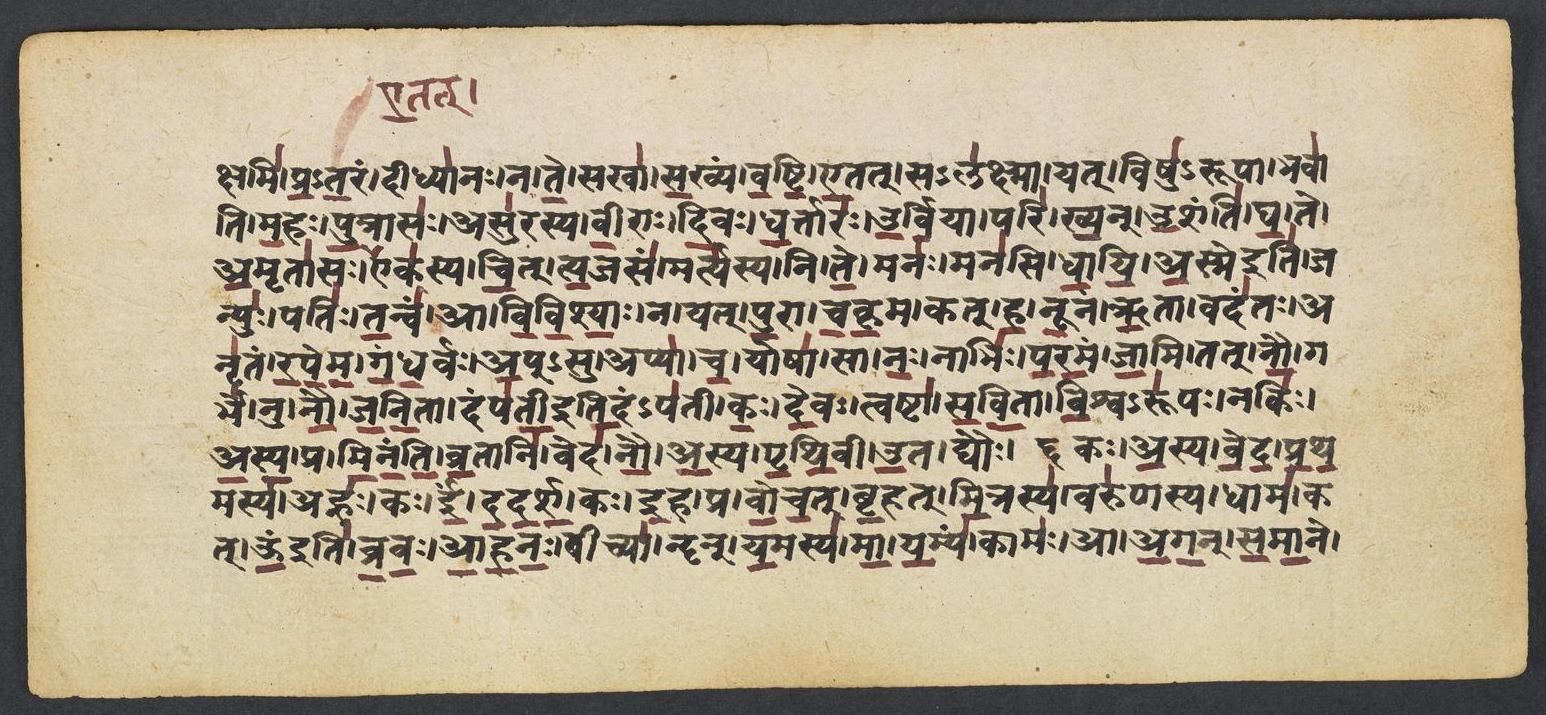 एतत्।
क्षमि।प्रऽतरं।दीध्यानः।न।ते।सखा।सख्यं।वष्टि।एतत्।सऽलक्ष्मा।यत्।विषुऽरूपा।भवा
ति।महः।पुत्रासः।असुरस्य।वीराः।दिवः।धर्तारः।उर्विया।परि।ख्यन्।उशंति।घ।ते।
अमृतासः।एकस्य।चित्।त्यजसं।मर्त्यस्य।नि।ते।मनः।मनसि।धायि।अस्मेइति।ज
न्युः।पतिः।तन्वं।आ।विविश्याः।न।यत्।पुरा।चकृम।कत्।ह।नूनं।ऋता।वदंतः।अ
नृतं।रपेम।गंधर्वः।अप्ऽसु।अप्या।च।योषा।सा।नः।नाभिः।परमं।जामि।तत्।नौ।ग
र्भे।नु।नौ।जनिता।दंपतीइतिदंऽपती।कः।देवः।त्वष्टा।सविता।विश्वऽरूपः।नकिः।
अस्य।प्र।मिनंति।व्रतानि।वेद।नौ।अस्य।पृथिवी।उत।द्यौः। ६ कः।अस्य।वेद।प्रथ
मस्य।अह्नः।कः।ईं।ददर्श।कः।इह।प्र।वोचत्।बृहत्।मित्रस्य।वरुणस्य।धाम।क
त्।ऊंइति।ब्रवः।आहनः।वीच्या।नॄन्।यमस्य।मा।यम्यं।कामः।आ।अगन्।समाने।